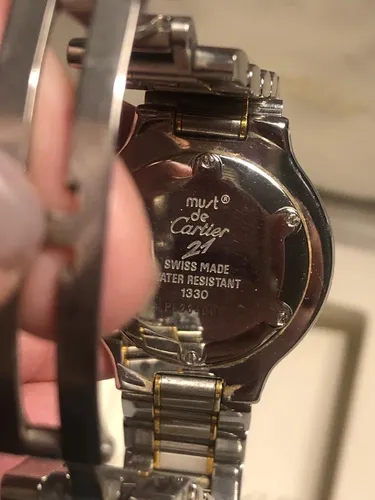 must®
de
Cartier
21
SWISS MADE
WATER RESISTANT
1330